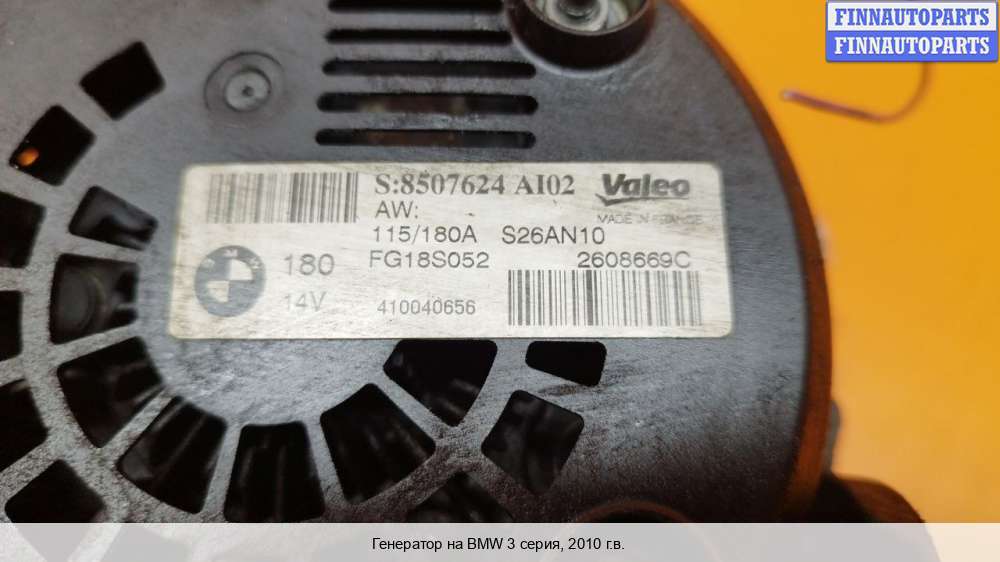 FINNAUTOPARTS
FINNAUTOPARTS
S:8507624 AI02 Valeo
AW: MADE IN FRANCE
115/180A S26AN10
180 FG18S052 2608669C
14V 410040656
Генератор на BMW 3 серия, 2010 г.в.